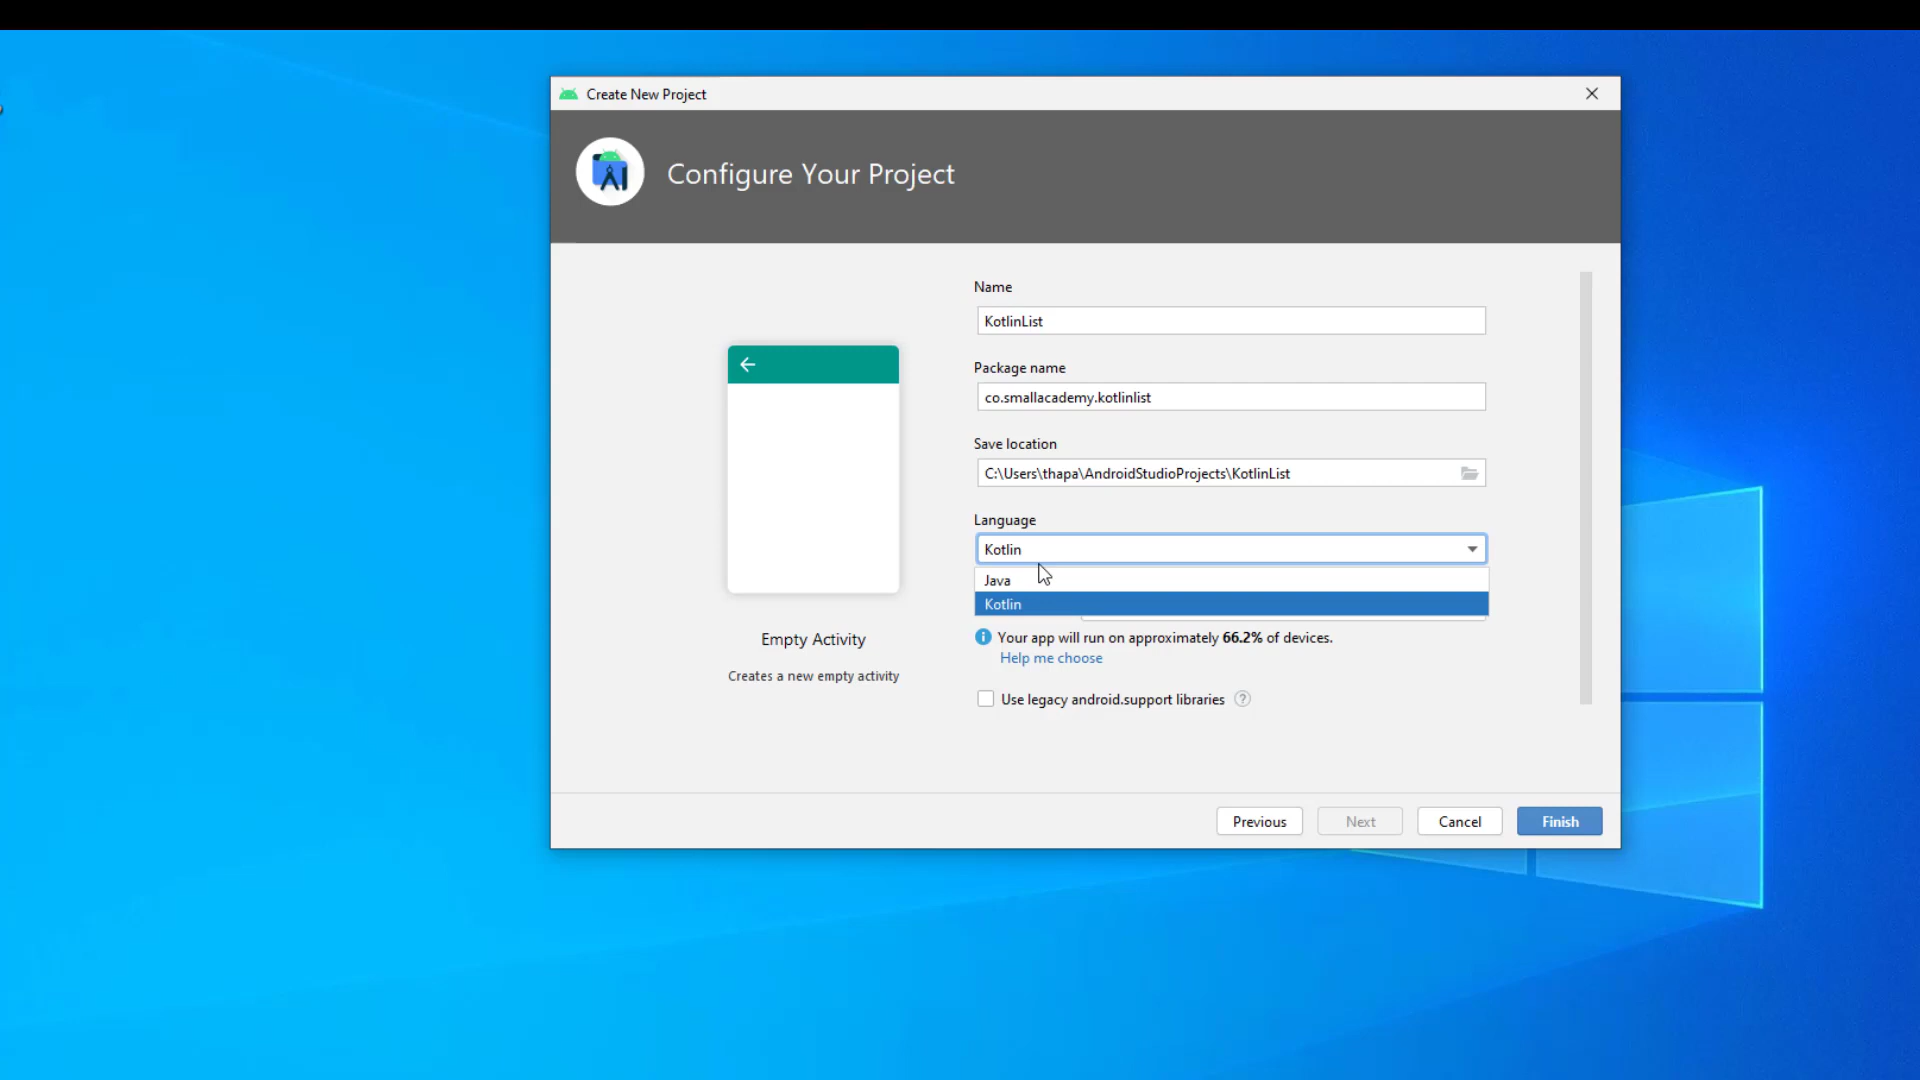 Create New Project
Configure Your Project
Name
KotlinList
Package name
co.smallacademy.kotlinlist
Save location
C:\Users\thapa\AndroidStudioProjects\KotlinList
Language
Kotlin
Java
Kotlin
Your app will run on approximately 66.2% of devices.
Help me choose
Use legacy android.support libraries ?
Empty Activity
Creates a new empty activity
Previous
Next
Cancel
Finish